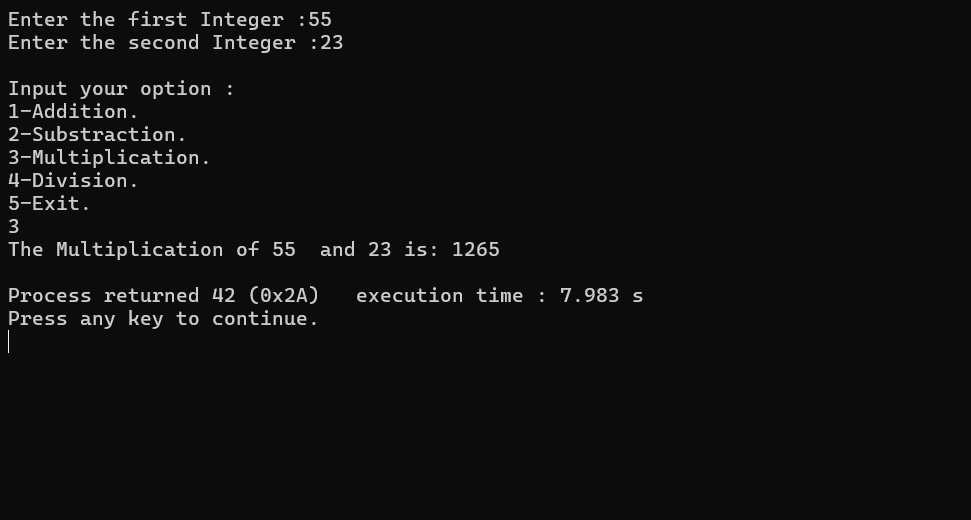 Enter the first Integer :55
Enter the second Integer :23
Input your option :
1-Addition.
2-Substraction.
3-Multiplication.
4-Division.
5-Exit.
3
The Multiplication of 55  and 23 is: 1265
Process returned 42 (0x2A)   execution time : 7.983 s
Press any key to continue.